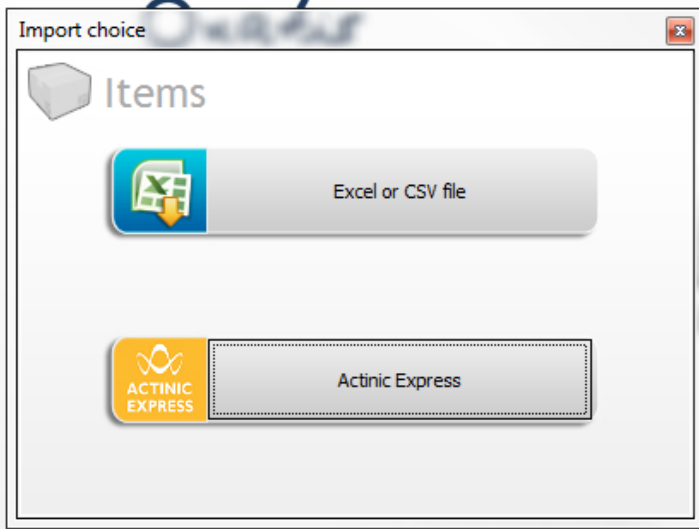 Import choice
Items
Excel or CSV file
ACTINIC
EXPRESS
Actinic Express